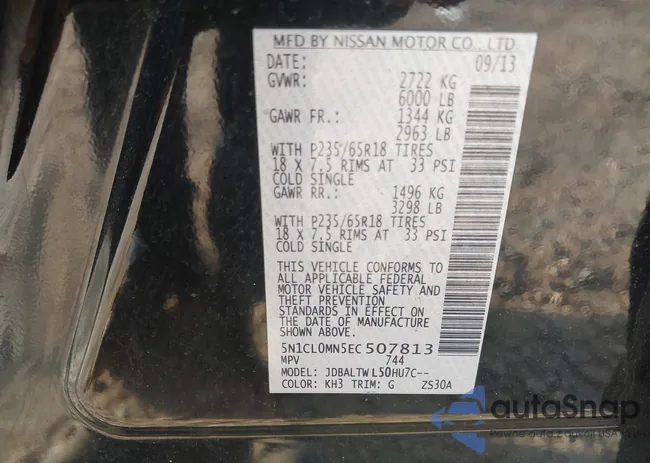 MFD BY NISSAN MOTOR CO., LTD
DATE: 09/13
GVWR: 2722 KG
6000 LB
GAWR FR.: 1344 KG
2963 LB
WITH P235/65R18 TIRES
18 X 7.5 RIMS AT 33 PSI
COLD SINGLE
GAWR RR.: 1496 KG
3298 LB
WITH P235/65R18 TIRES
18 X 7.5 RIMS AT 33 PSI
COLD SINGLE
THIS VEHICLE CONFORMS TO
ALL APPLICABLE FEDERAL
MOTOR VEHICLE SAFETY AND
THEFT PREVENTION
STANDARDS IN EFFECT ON
THE DATE OF MANUFACTURE
SHOWN ABOVE.
5N1CL0MN5EC507813
MPV 744
MODEL: JDBALTWL50HU7C--
COLOR: KH3 TRIM: G ZS30A
autoSnap
Pewne auta z aukcji USA